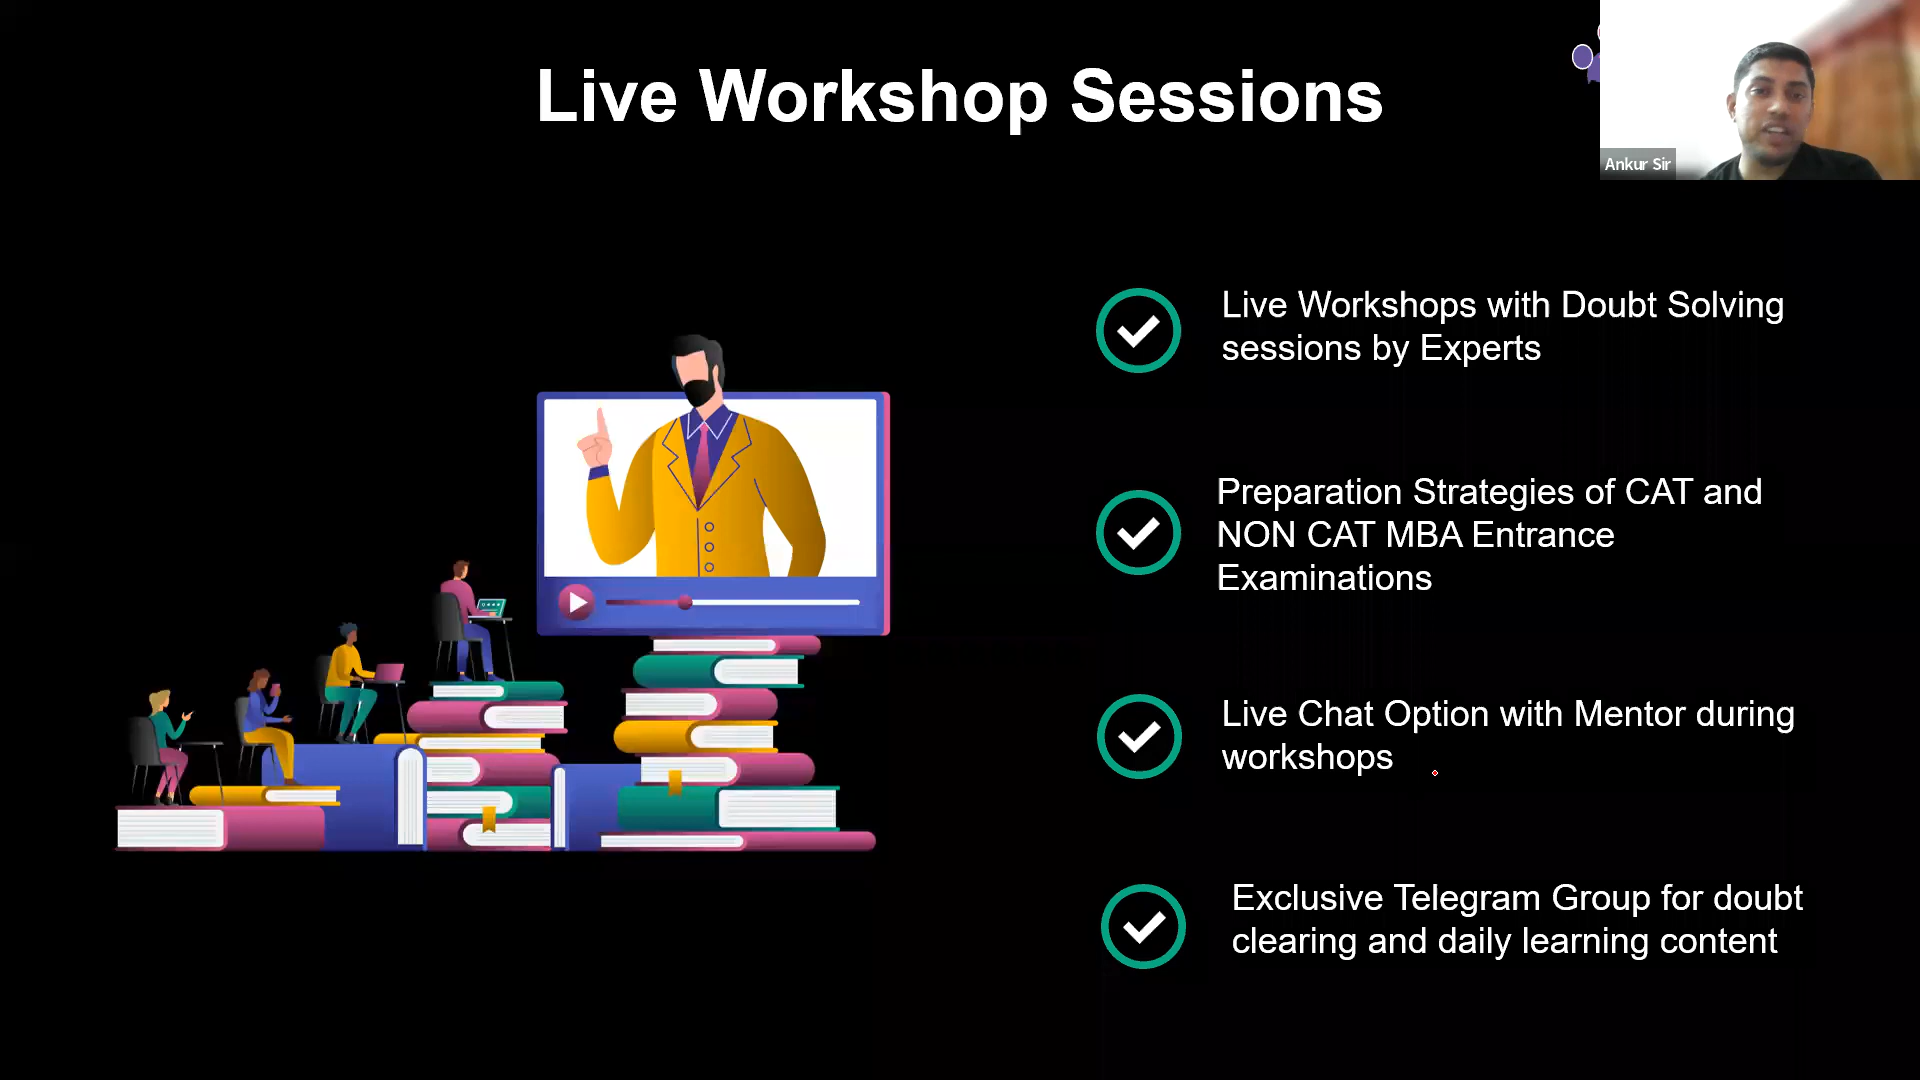 Live Workshop Sessions
Ankur Sir
Live Workshops with Doubt Solving
sessions by Experts
Preparation Strategies of CAT and
NON CAT MBA Entrance
Examinations
Live Chat Option with Mentor during
workshops
Exclusive Telegram Group for doubt
clearing and daily learning content